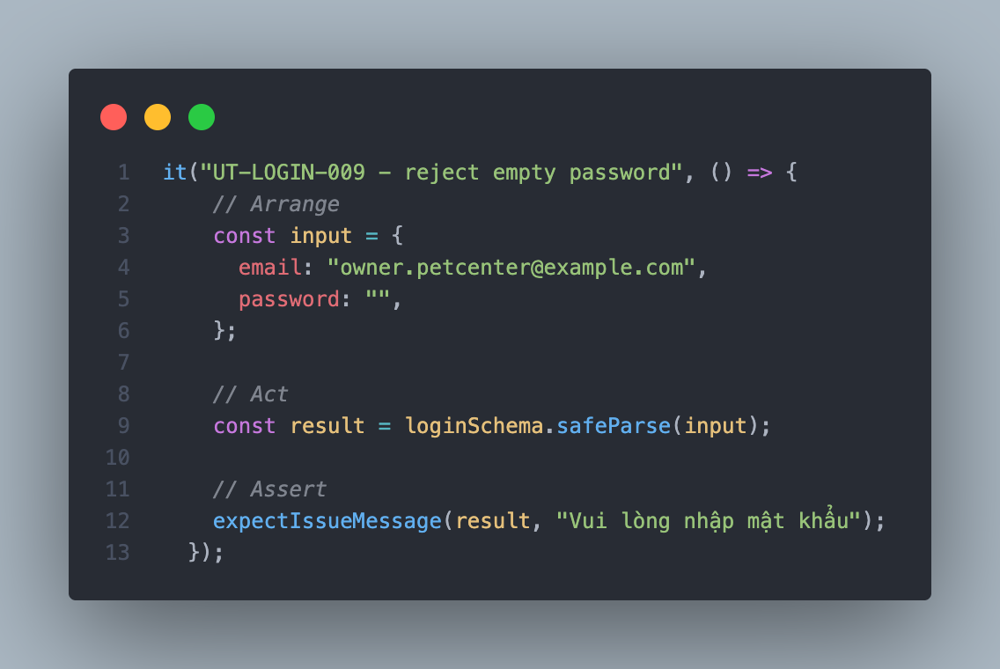 1 it("UT-LOGIN-009 - reject empty password", () => {
2 // Arrange
3 const input = {
4 email: "owner.petcenter@example.com",
5 password: "",
6 };
7
8 // Act
9 const result = loginSchema.safeParse(input);
10
11 // Assert
12 expectIssueMessage(result, "Vui lòng nhập mật khẩu");
13 });